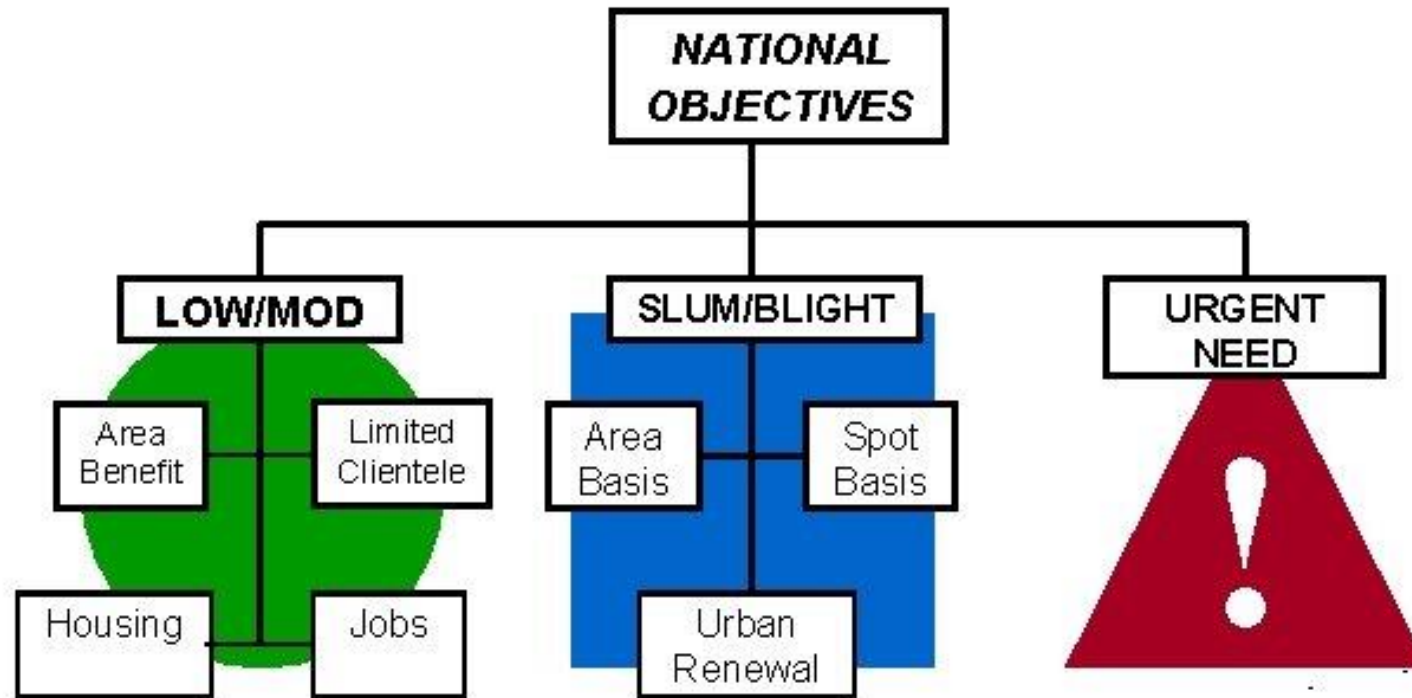 NATIONAL
OBJECTIVES
LOW/MOD
SLUM/BLIGHT
URGENT
NEED
Area
Benefit
Limited
Clientele
Area
Basis
Spot
Basis
Housing
Jobs
Urban
Renewal
!